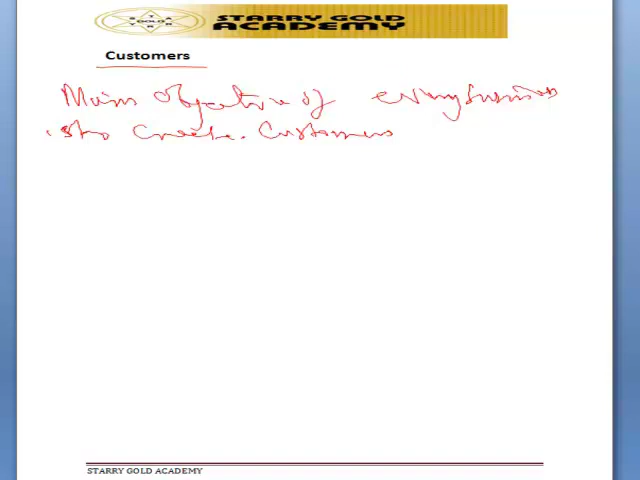 STARRY GOLD
ACADEMY
Customers
Main Objective of every business
is to Create Customers
STARRY GOLD ACADEMY